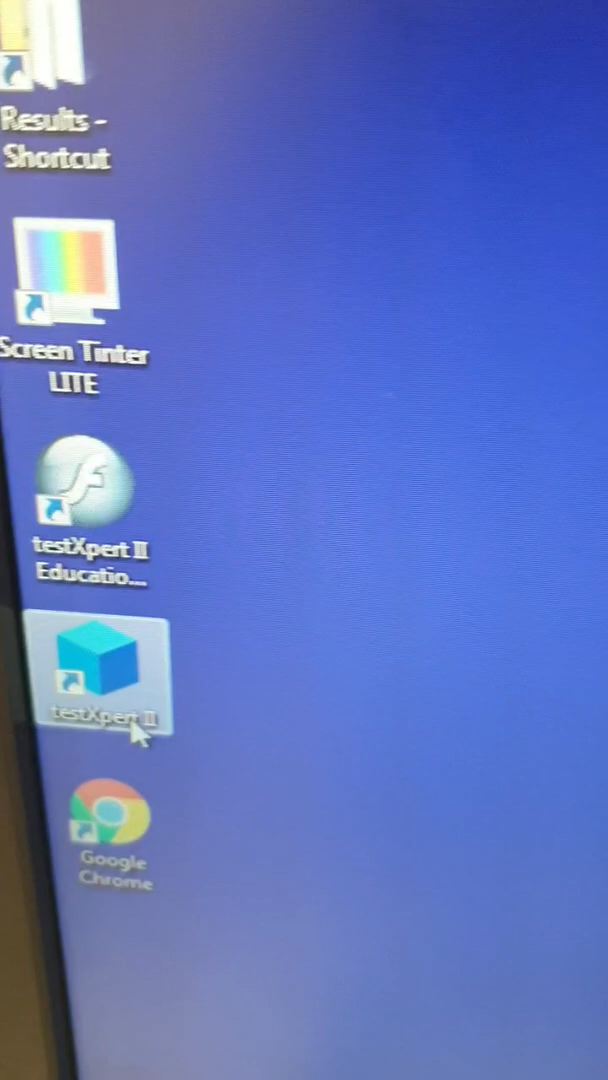 Results -
Shortcut
Screen Tinter
LITE
testXpert II
Educatio...
testXpert II
Google
Chrome